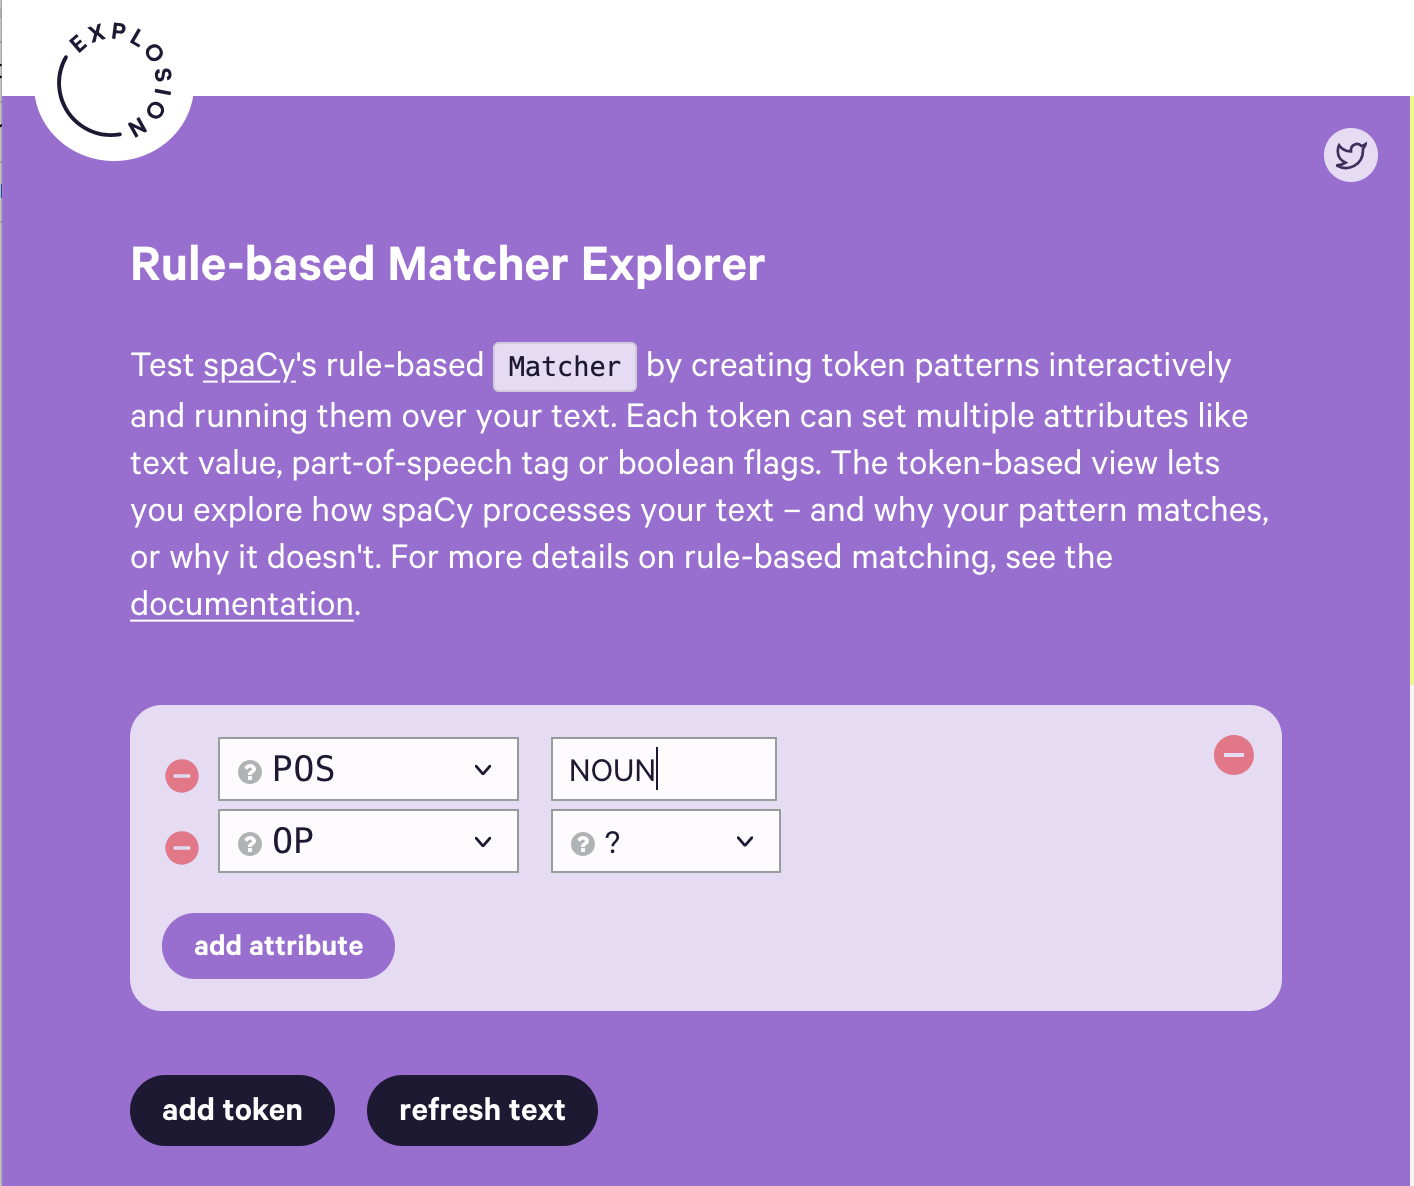 EXPLOSION
Rule-based Matcher Explorer
Test spaCy's rule-based Matcher by creating token patterns interactively
and running them over your text. Each token can set multiple attributes like
text value, part-of-speech tag or boolean flags. The token-based view lets
you explore how spaCy processes your text – and why your pattern matches,
or why it doesn't. For more details on rule-based matching, see the
documentation.
? POS NOUN
? OP ? ?
add attribute
add token refresh text